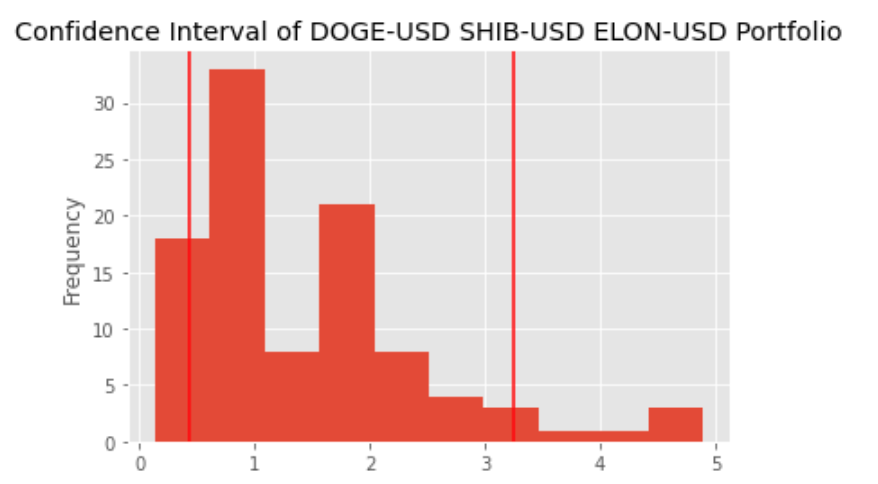 Confidence Interval of DOGE-USD SHIB-USD ELON-USD Portfolio
30
25
20
15
10
5
0
Frequency
0 1 2 3 4 5